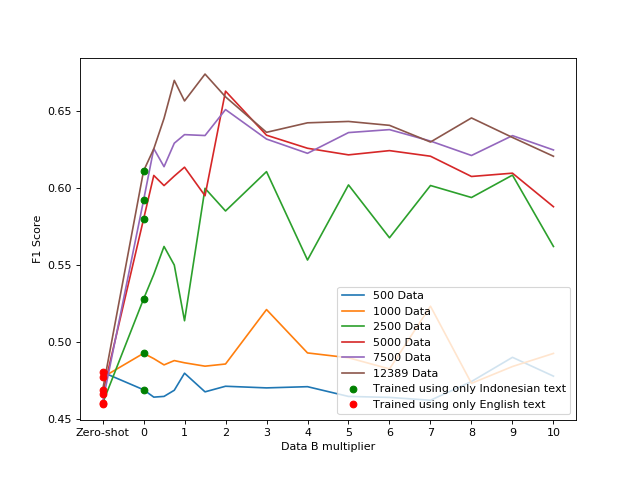 0.65
0.60
0.55
0.50
0.45
F1 Score
500 Data
1000 Data
2500 Data
5000 Data
7500 Data
12389 Data
Trained using only Indonesian text
Trained using only English text
Zero-shot 0 1 2 3 4 5 6 7 8 9 10
Data B multiplier